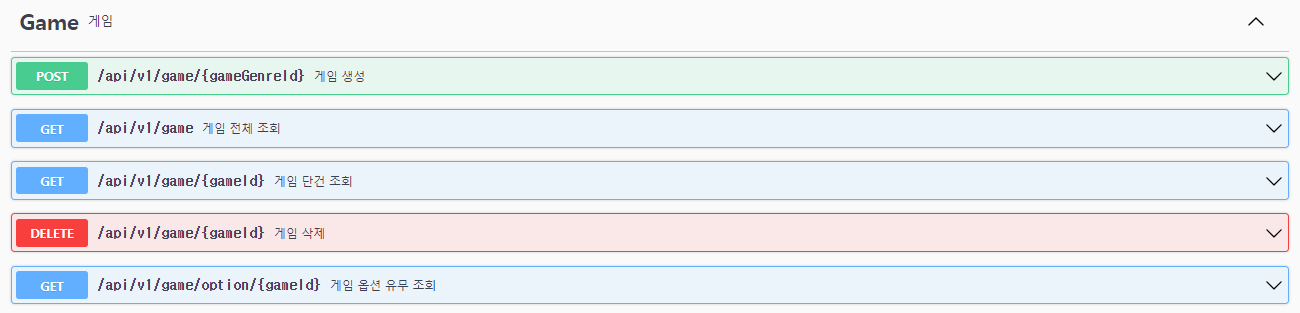 Game 게임
POST /api/v1/game/{gameGenreId} 게임 생성
GET /api/v1/game 게임 전체 조회
GET /api/v1/game/{gameId} 게임 단건 조회
DELETE /api/v1/game/{gameId} 게임 삭제
GET /api/v1/game/option/{gameId} 게임 옵션 유무 조회